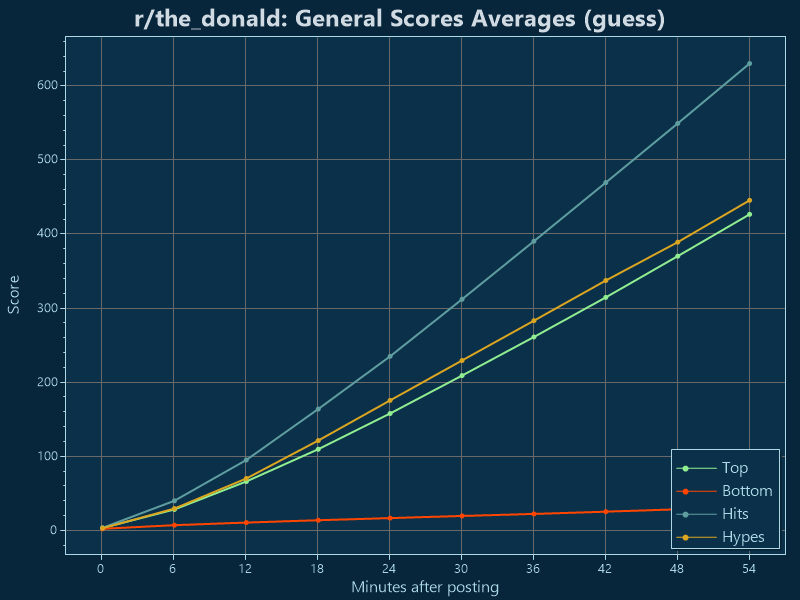 r/the_donald: General Scores Averages (guess)
600
500
400
300
200
100
0
Score
Top
Bottom
Hits
Hypes
0 6 12 18 24 30 36 42 48 54
Minutes after posting